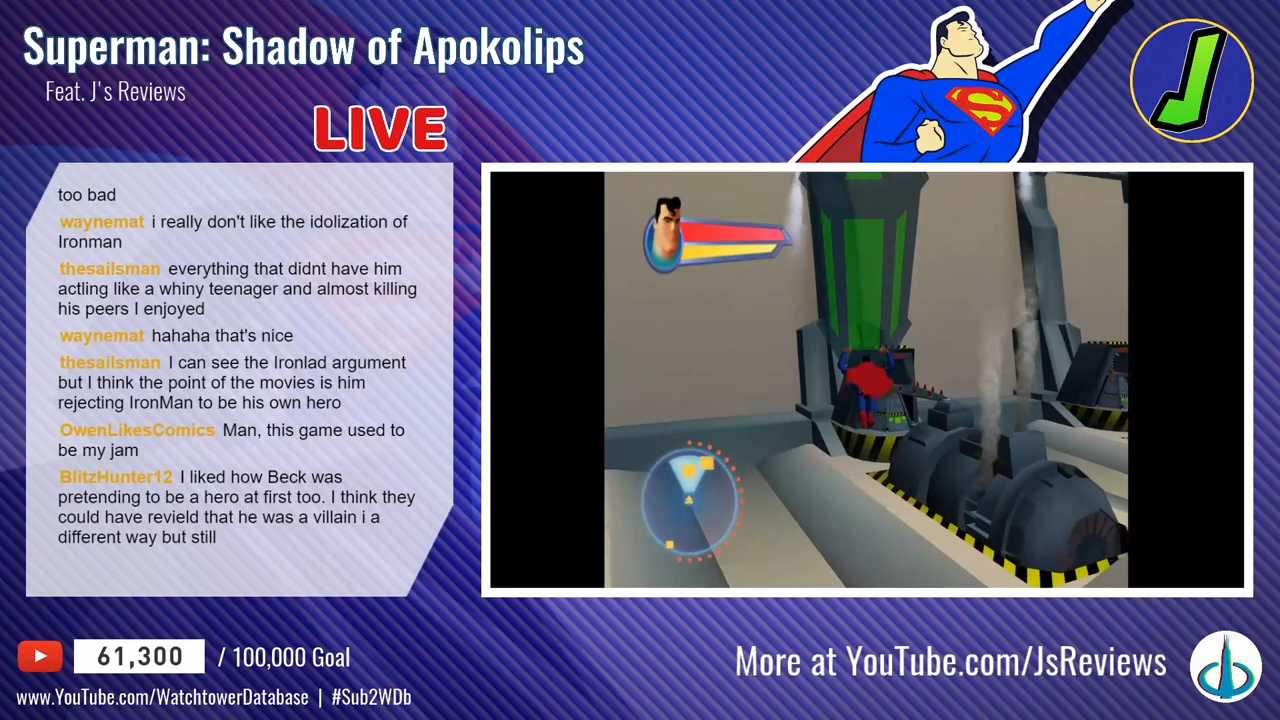 Superman: Shadow of Apokolips
Feat. J's Reviews
LIVE
too bad
waynemat i really don't like the idolization of
Ironman
thesailsman everything that didnt have him
actling like a whiny teenager and almost killing
his peers I enjoyed
waynemat hahaha that's nice
thesailsman I can see the Ironlad argument
but I think the point of the movies is him
rejecting IronMan to be his own hero
OwenLikesComics Man, this game used to
be my jam
BlitzHunter12 I liked how Beck was
pretending to be a hero at first too. I think they
could have revield that he was a villain i a
different way but still
S
J
61,300 / 100,000 Goal
More at YouTube.com/JsReviews
www.YouTube.com/WatchtowerDatabase | #Sub2WDb